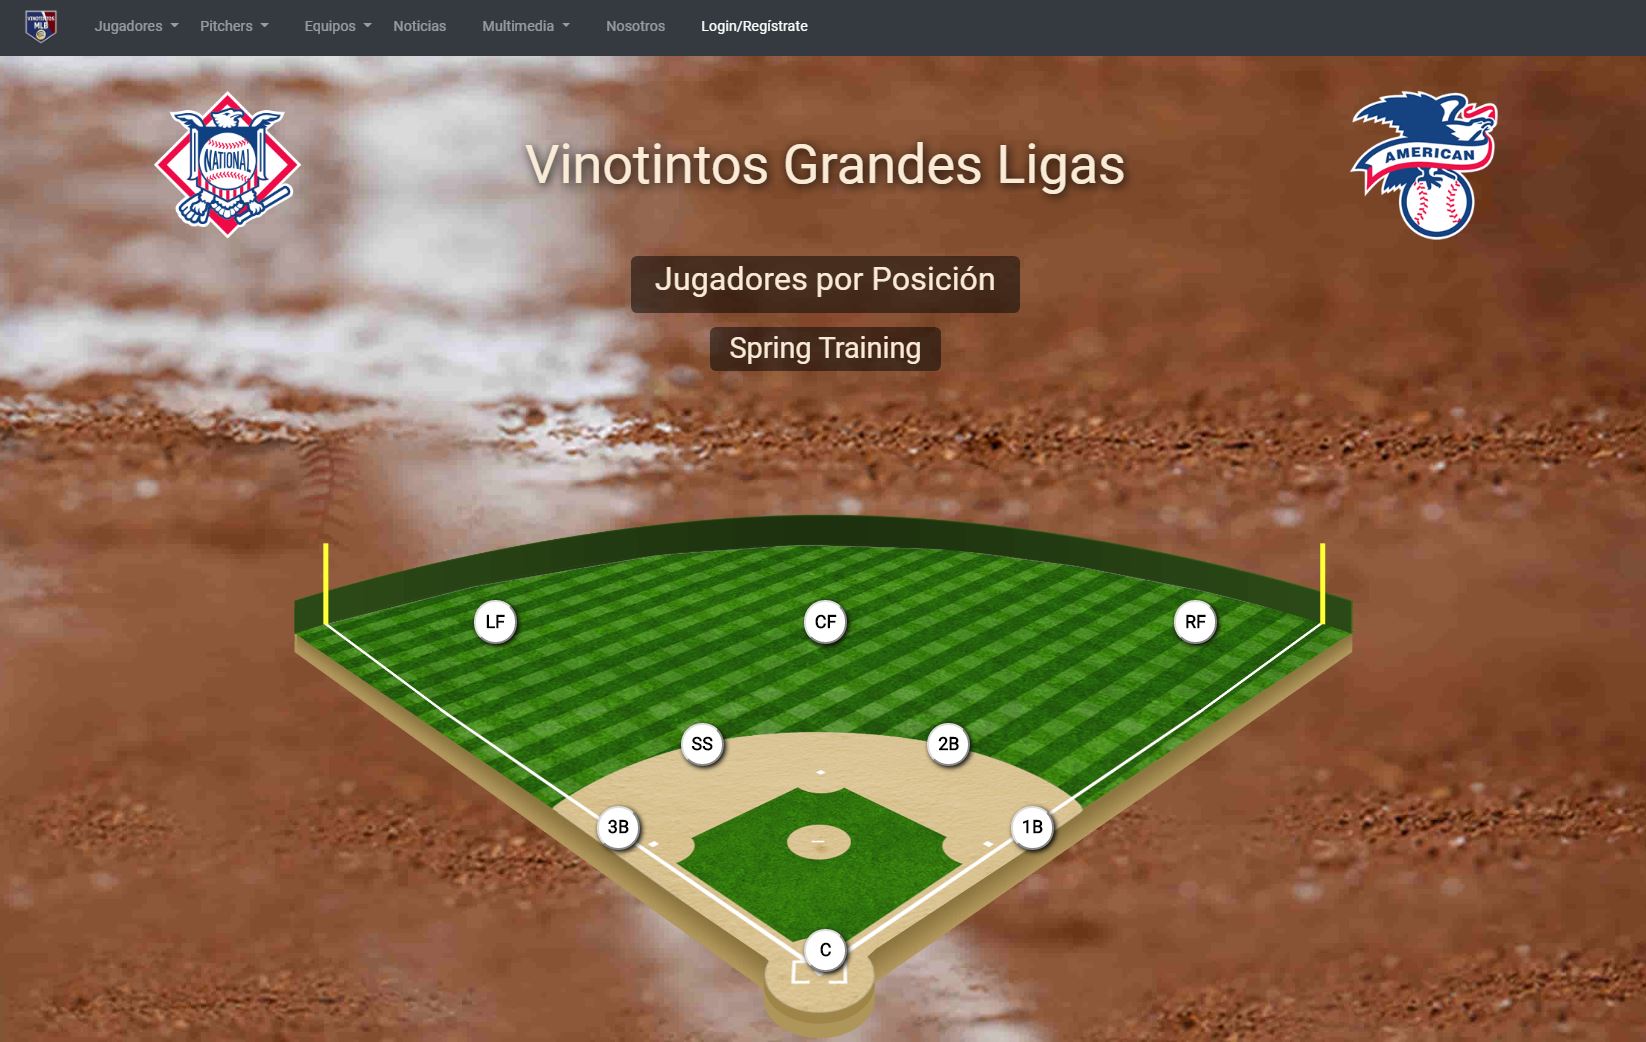 VINOTINTOS
MLB
Jugadores
Pitchers
Equipos
Noticias
Multimedia
Nosotros
Login/Regístrate
NATIONAL
Vinotintos Grandes Ligas
AMERICAN
Jugadores por Posición
Spring Training
LF
CF
RF
SS
2B
3B
1B
C